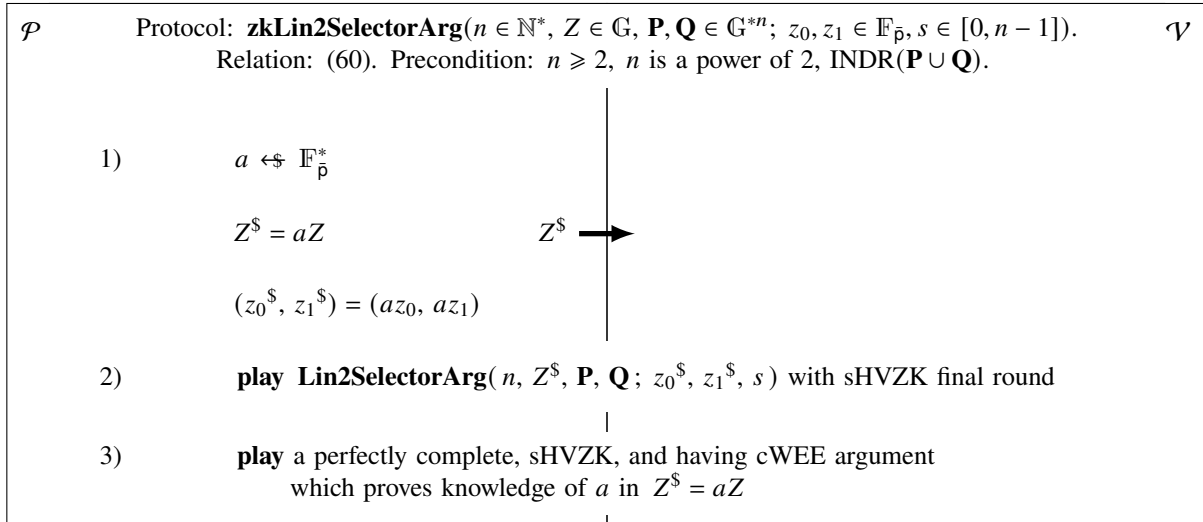 𝒫 Protocol: zkLin2SelectorArg(n ∈ ℕ*, Z ∈ 𝔾, P, Q ∈ 𝔾*ⁿ; z₀, z₁ ∈ 𝔽_p̄, s ∈ [0, n − 1]). 𝒱
Relation: (60). Precondition: n ⩾ 2, n is a power of 2, INDR(P ∪ Q).
1) a ↞$ 𝔽*_p̄
Z^$ = aZ Z^$
(z₀^$, z₁^$) = (az₀, az₁)
2) play Lin2SelectorArg( n, Z^$, P, Q ; z₀^$, z₁^$, s ) with sHVZK final round
3) play a perfectly complete, sHVZK, and having cWEE argument
which proves knowledge of a in Z^$ = aZ